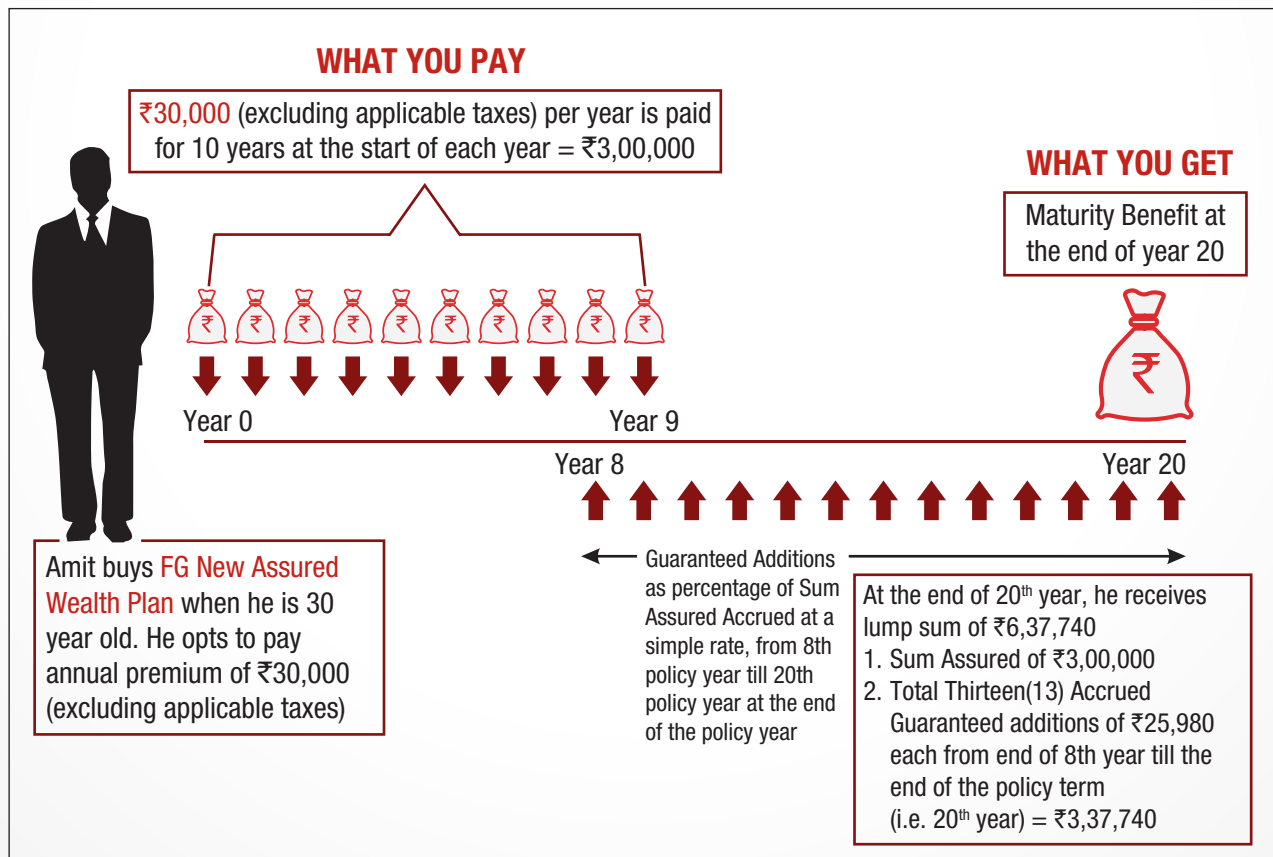 WHAT YOU PAY
₹30,000 (excluding applicable taxes) per year is paid
for 10 years at the start of each year = ₹3,00,000
WHAT YOU GET
Maturity Benefit at
the end of year 20
₹
₹
₹
₹
₹
₹
₹
₹
₹
₹
₹
Year 0
Year 9
Year 8
Year 20
Amit buys FG New Assured
Wealth Plan when he is 30
year old. He opts to pay
annual premium of ₹30,000
(excluding applicable taxes)
Guaranteed Additions
as percentage of Sum
Assured Accrued at a
simple rate, from 8th
policy year till 20th
policy year at the end
of the policy year
At the end of 20th year, he receives
lump sum of ₹6,37,740
1. Sum Assured of ₹3,00,000
2. Total Thirteen(13) Accrued
Guaranteed additions of ₹25,980
each from end of 8th year till the
end of the policy term
(i.e. 20th year) = ₹3,37,740